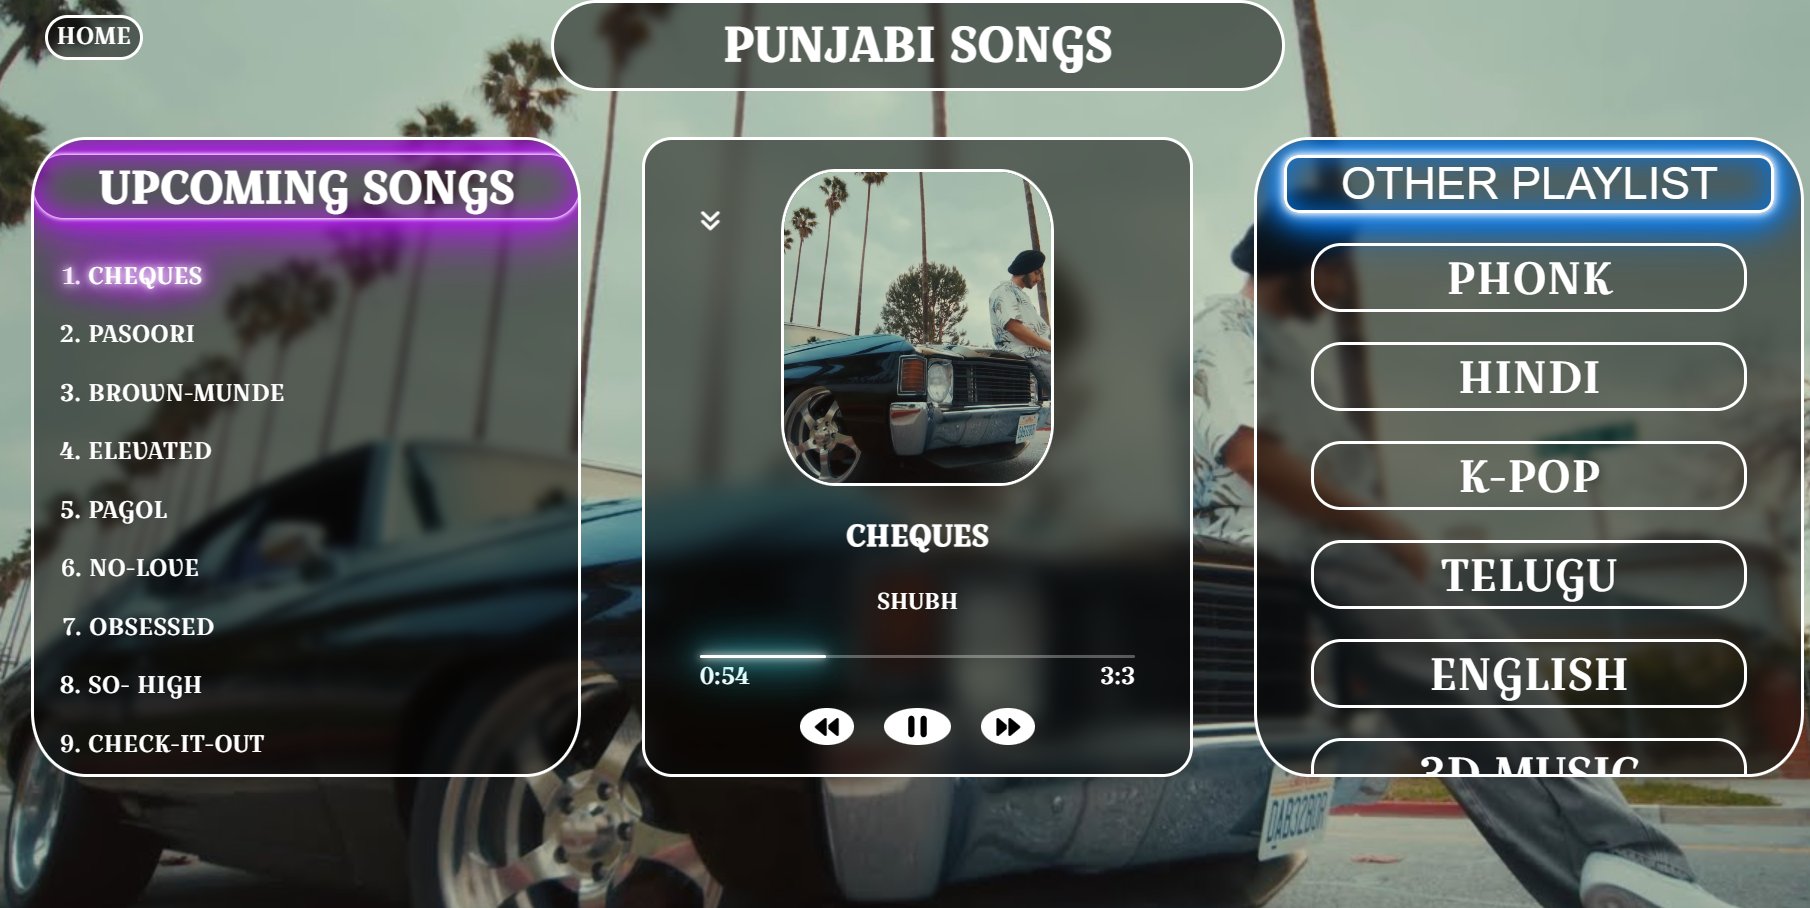 HOME
PUNJABI SONGS
UPCOMING SONGS
1. CHEQUES
2. PASOORI
3. BROWN-MUNDE
4. ELEVATED
5. PAGOL
6. NO-LOVE
7. OBSESSED
8. SO- HIGH
9. CHECK-IT-OUT
CHEQUES
SHUBH
0:54
3:3
OTHER PLAYLIST
PHONK
HINDI
K-POP
TELUGU
ENGLISH
3D MUSIC